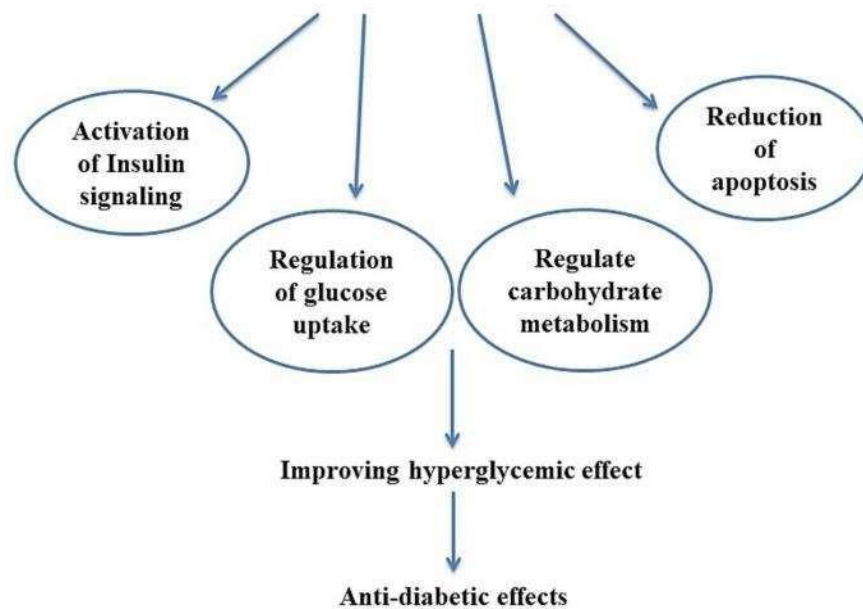 Activation
of Insulin
signaling
Reduction
of
apoptosis
Regulation
of glucose
uptake
Regulate
carbohydrate
metabolism
Improving hyperglycemic effect
Anti-diabetic effects